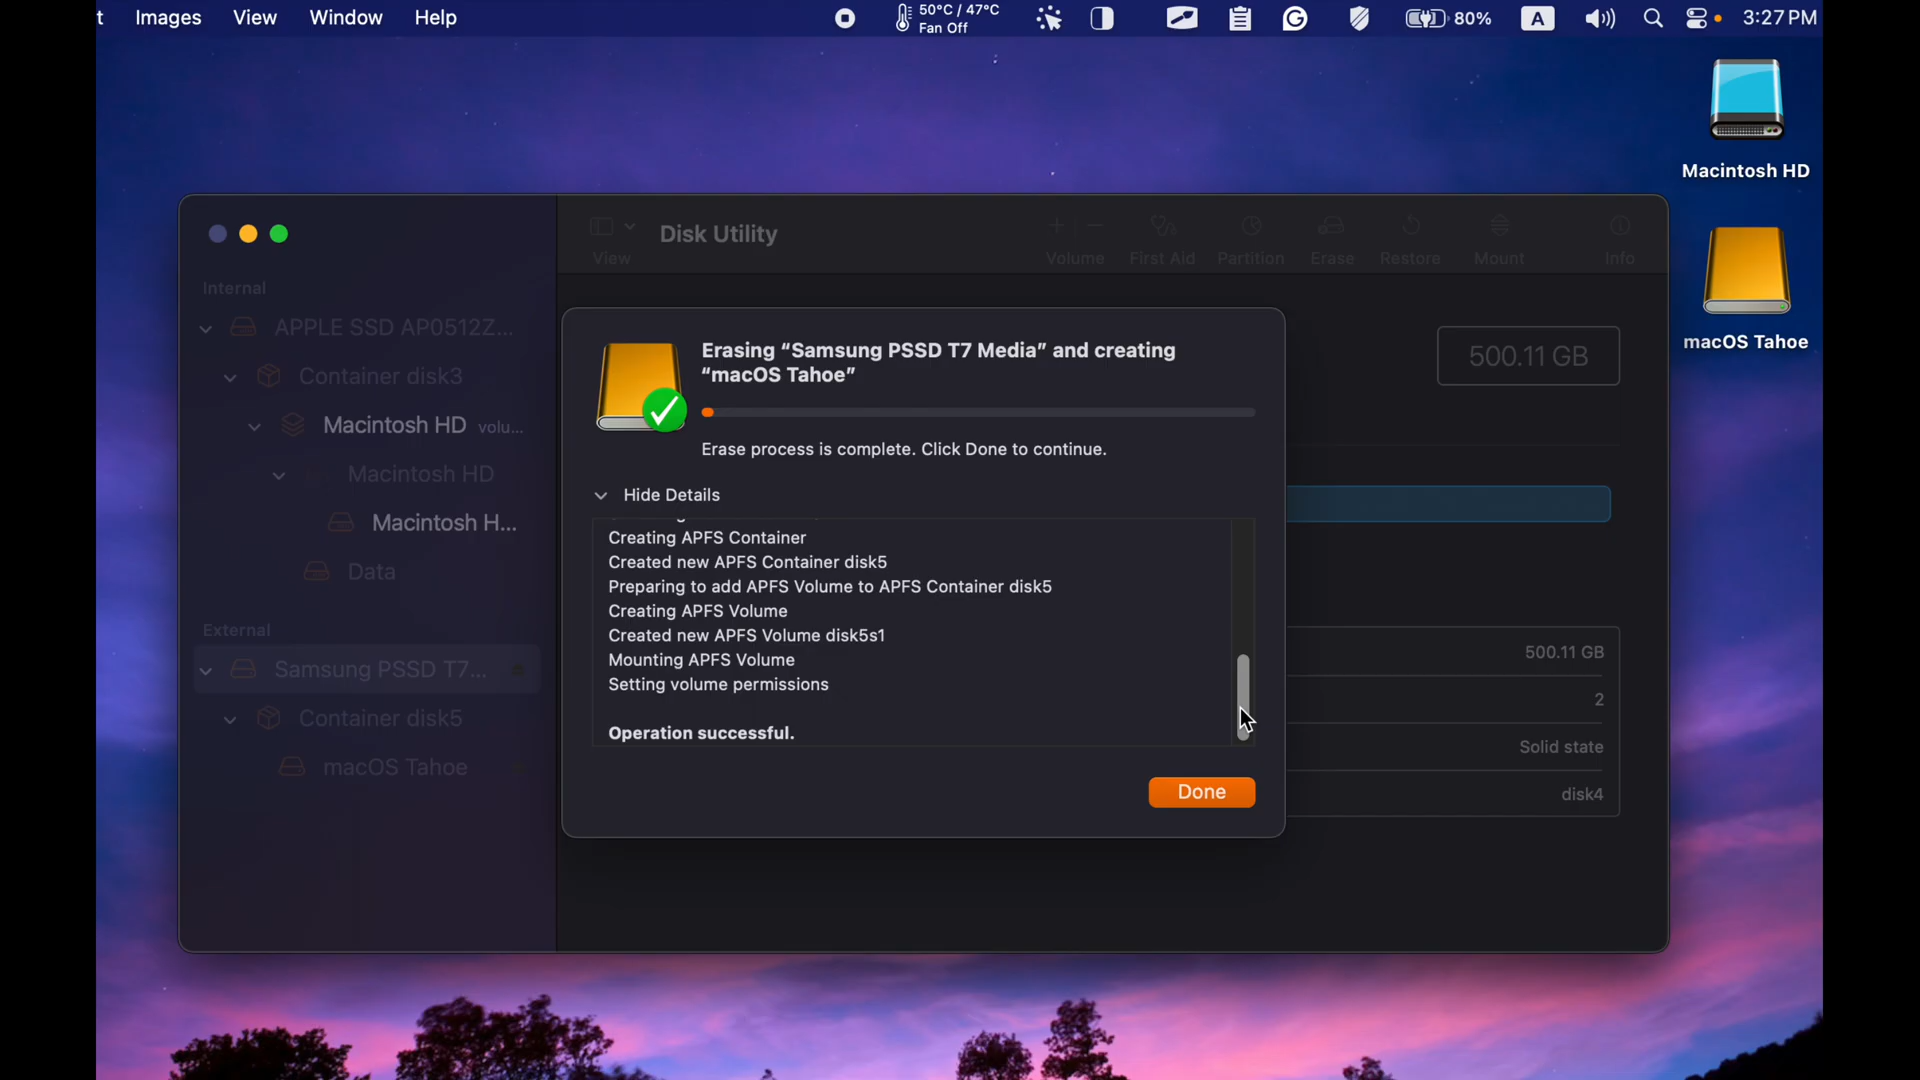 t Images View Window Help
50°C / 47°C
Fan Off
80%
A
3:27 PM
Macintosh HD
macOS Tahoe
Disk Utility
View
Volume
First Aid
Partition
Erase
Restore
Mount
Info
Internal
APPLE SSD AP0512Z...
Container disk3
Macintosh HD volu...
Macintosh HD
Macintosh H...
Data
External
Samsung PSSD T7...
Container disk5
macOS Tahoe
Erasing “Samsung PSSD T7 Media” and creating
“macOS Tahoe”
Erase process is complete. Click Done to continue.
Hide Details
Creating APFS Container
Created new APFS Container disk5
Preparing to add APFS Volume to APFS Container disk5
Creating APFS Volume
Created new APFS Volume disk5s1
Mounting APFS Volume
Setting volume permissions
Operation successful.
Done
500.11 GB
500.11 GB
2
Solid state
disk4